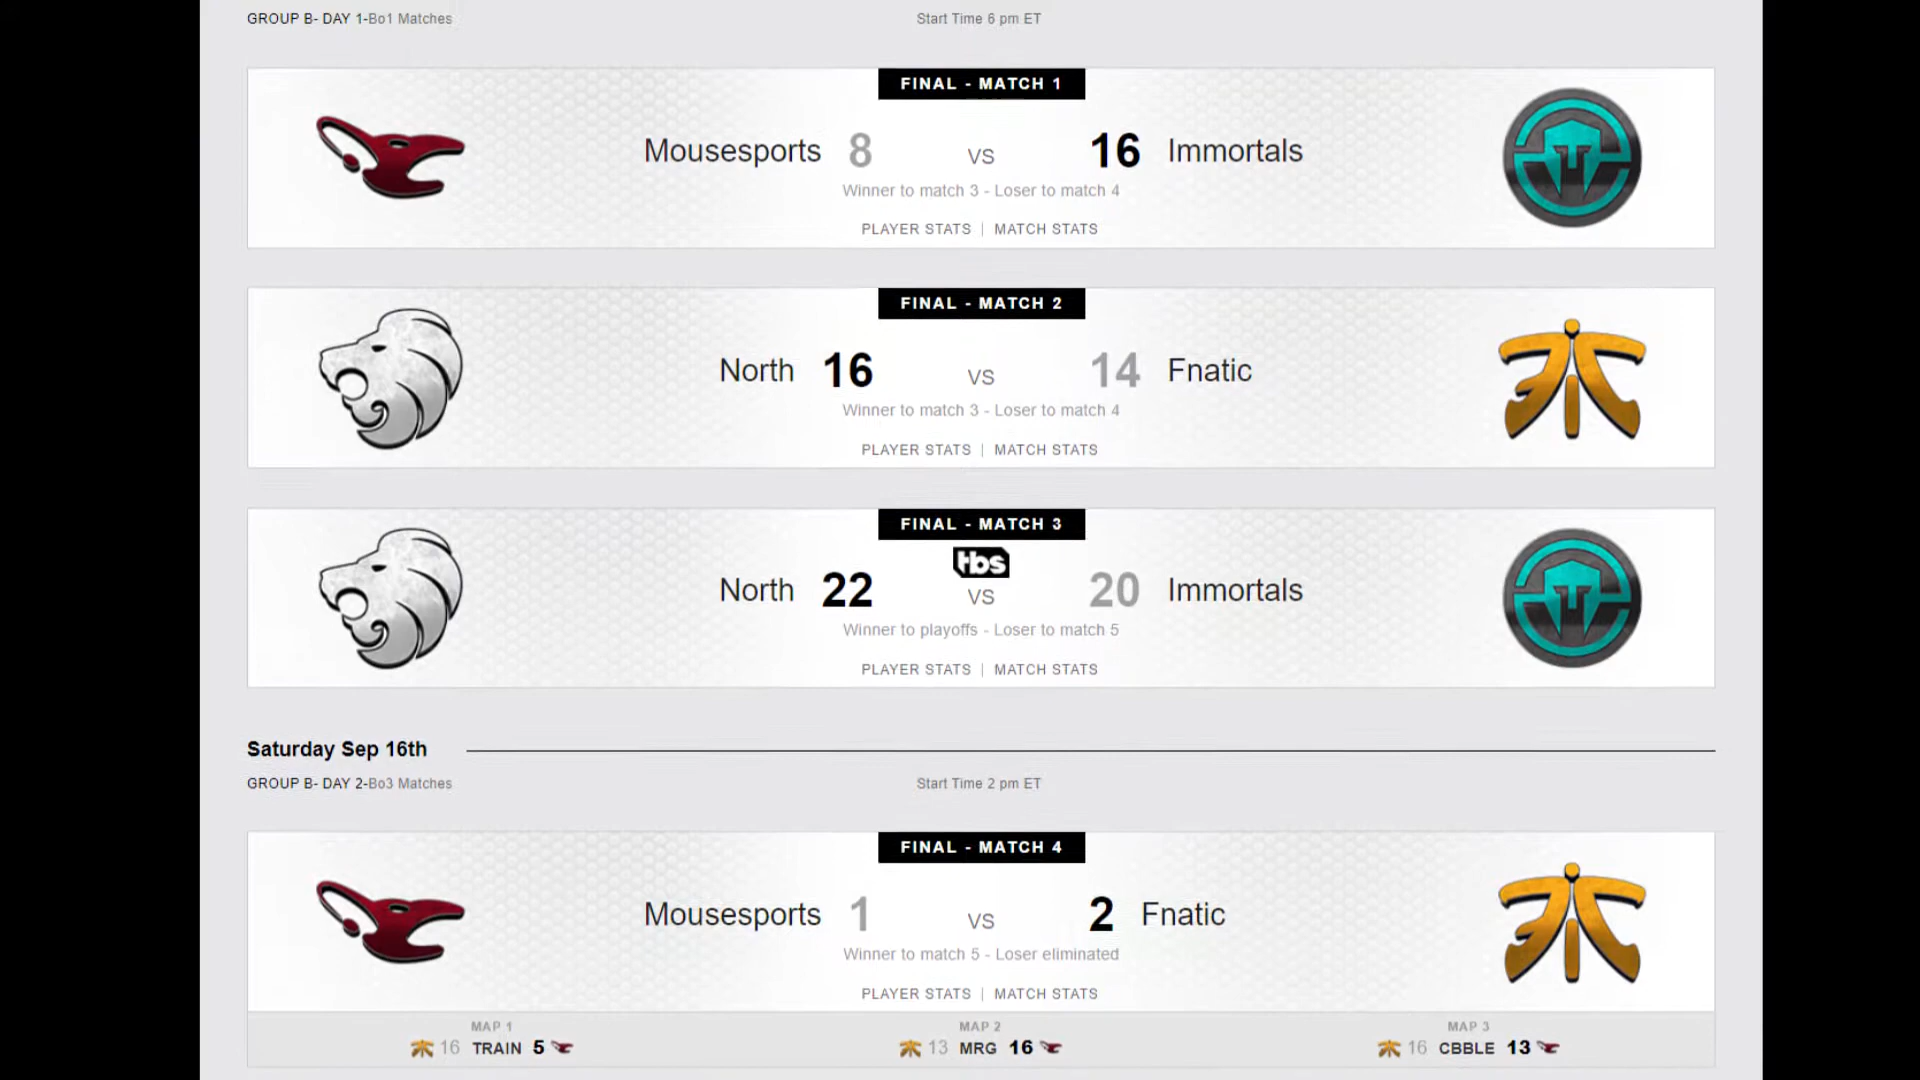 GROUP B- DAY 1-Bo1 Matches Start Time 6 pm ET
FINAL - MATCH 1
Mousesports 8 VS 16 Immortals
Winner to match 3 - Loser to match 4
PLAYER STATS | MATCH STATS
FINAL - MATCH 2
North 16 VS 14 Fnatic
Winner to match 3 - Loser to match 4
PLAYER STATS | MATCH STATS
FINAL - MATCH 3
tbs
North 22 VS 20 Immortals
Winner to playoffs - Loser to match 5
PLAYER STATS | MATCH STATS
Saturday Sep 16th
GROUP B- DAY 2-Bo3 Matches Start Time 2 pm ET
FINAL - MATCH 4
Mousesports 1 VS 2 Fnatic
Winner to match 5 - Loser eliminated
PLAYER STATS | MATCH STATS
MAP 1 MAP 2 MAP 3
16 TRAIN 5 13 MRG 16 16 CBBLE 13